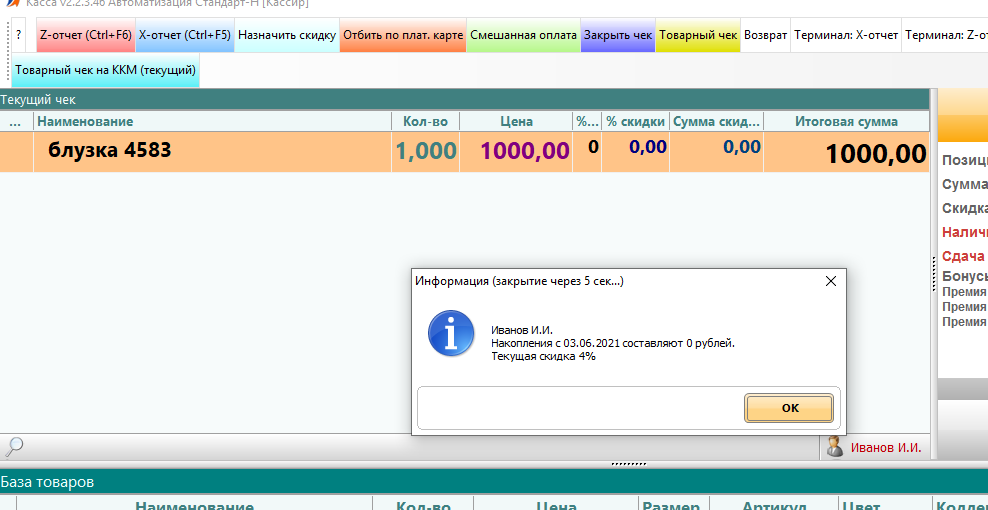 Касса v2.2.3.46 Автоматизация Стандарт-Н [Кассир]
? Z-отчет (Ctrl+F6) X-отчет (Ctrl+F5) Назначить скидку Отбить по плат. карте Смешанная оплата Закрыть чек Товарный чек Возврат Терминал: X-отчет Терминал: Z-о
Товарный чек на ККМ (текущий)
Текущий чек
... Наименование Кол-во Цена %... % скидки Сумма скид... Итоговая сумма
блузка 4583 1,000 1000,00 0 0,00 0,00 1000,00
Позиц
Сумма
Скидка
Налич
Сдача
Бонусь
Премия
Премия
Премия
Информация (закрытие через 5 сек...)
Иванов И.И.
Накопления с 03.06.2021 составляют 0 рублей.
Текущая скидка 4%
ОК
Иванов И.И.
База товаров
Наименование Кол-во Цена Размер Артикул Цвет Коллек